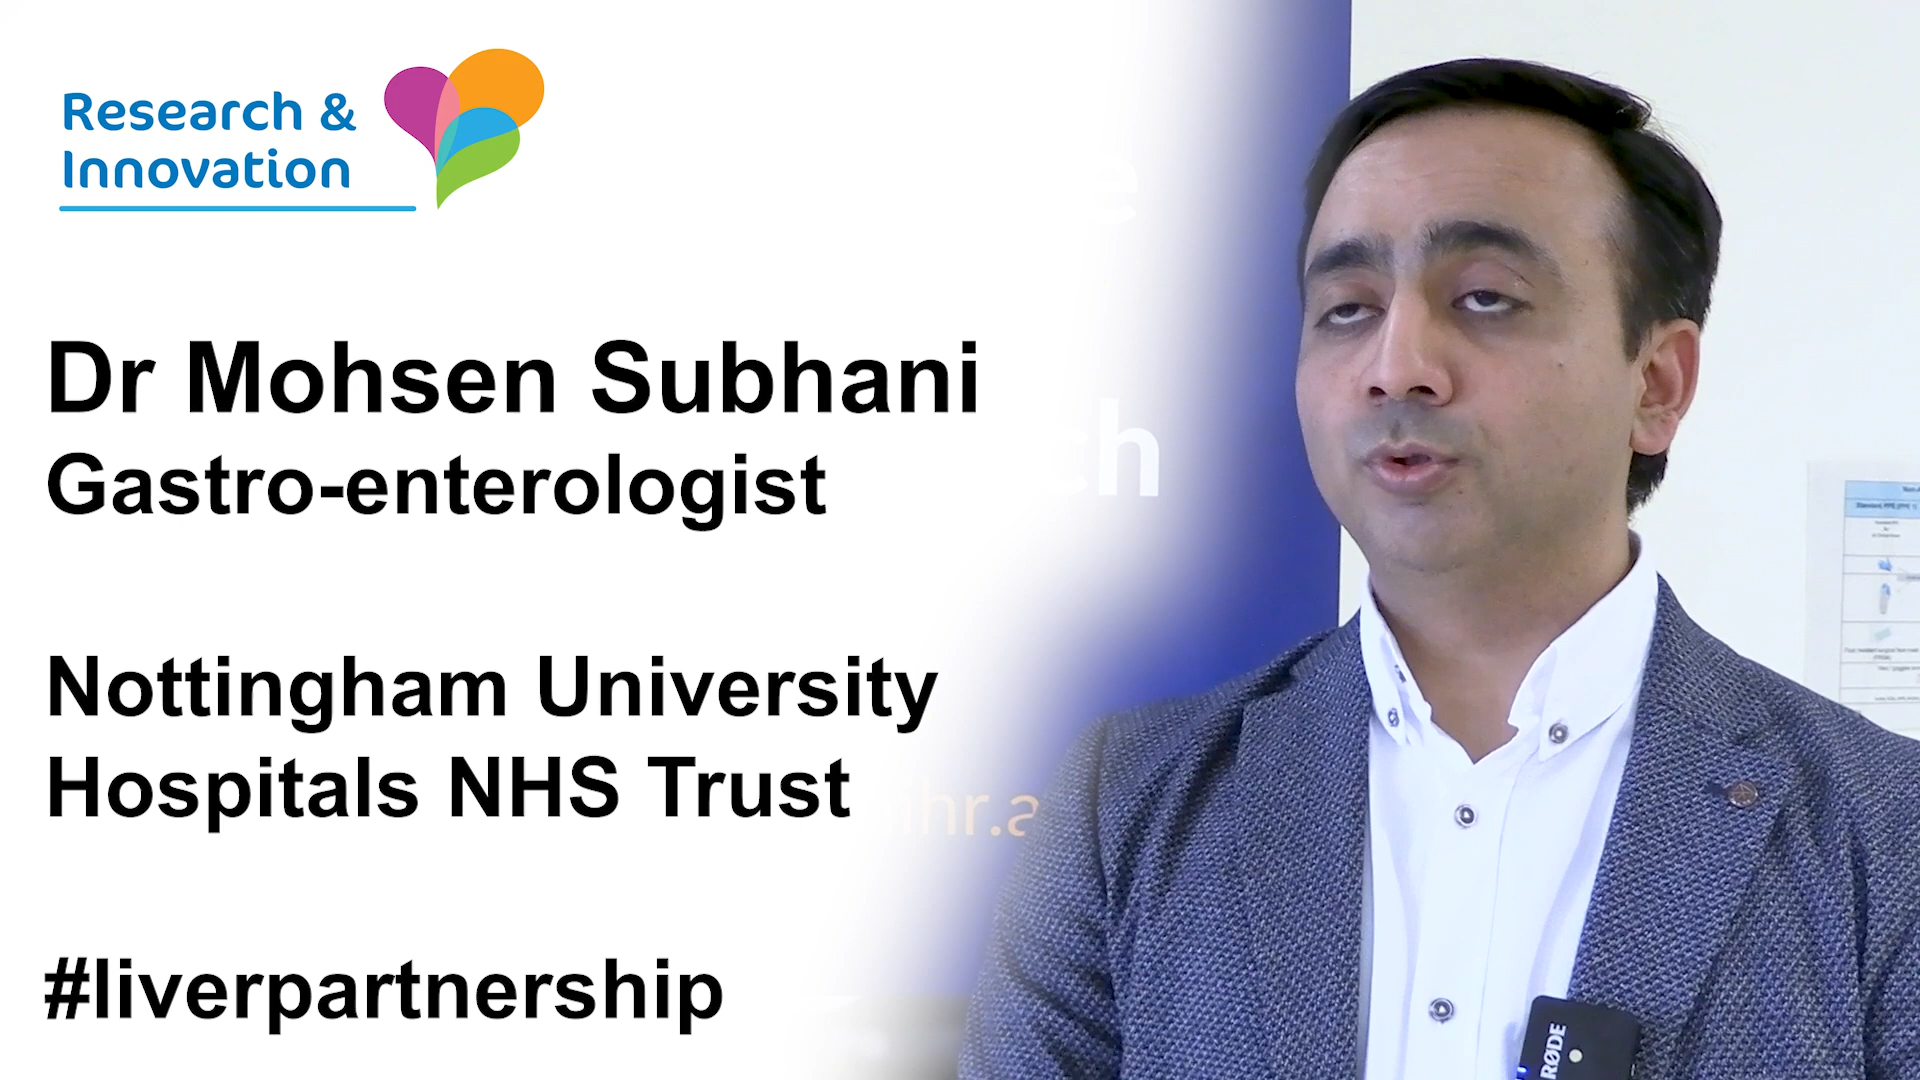 Research &
Innovation
Dr Mohsen Subhani
Gastro-enterologist
Nottingham University
Hospitals NHS Trust
#liverpartnership
RØDE